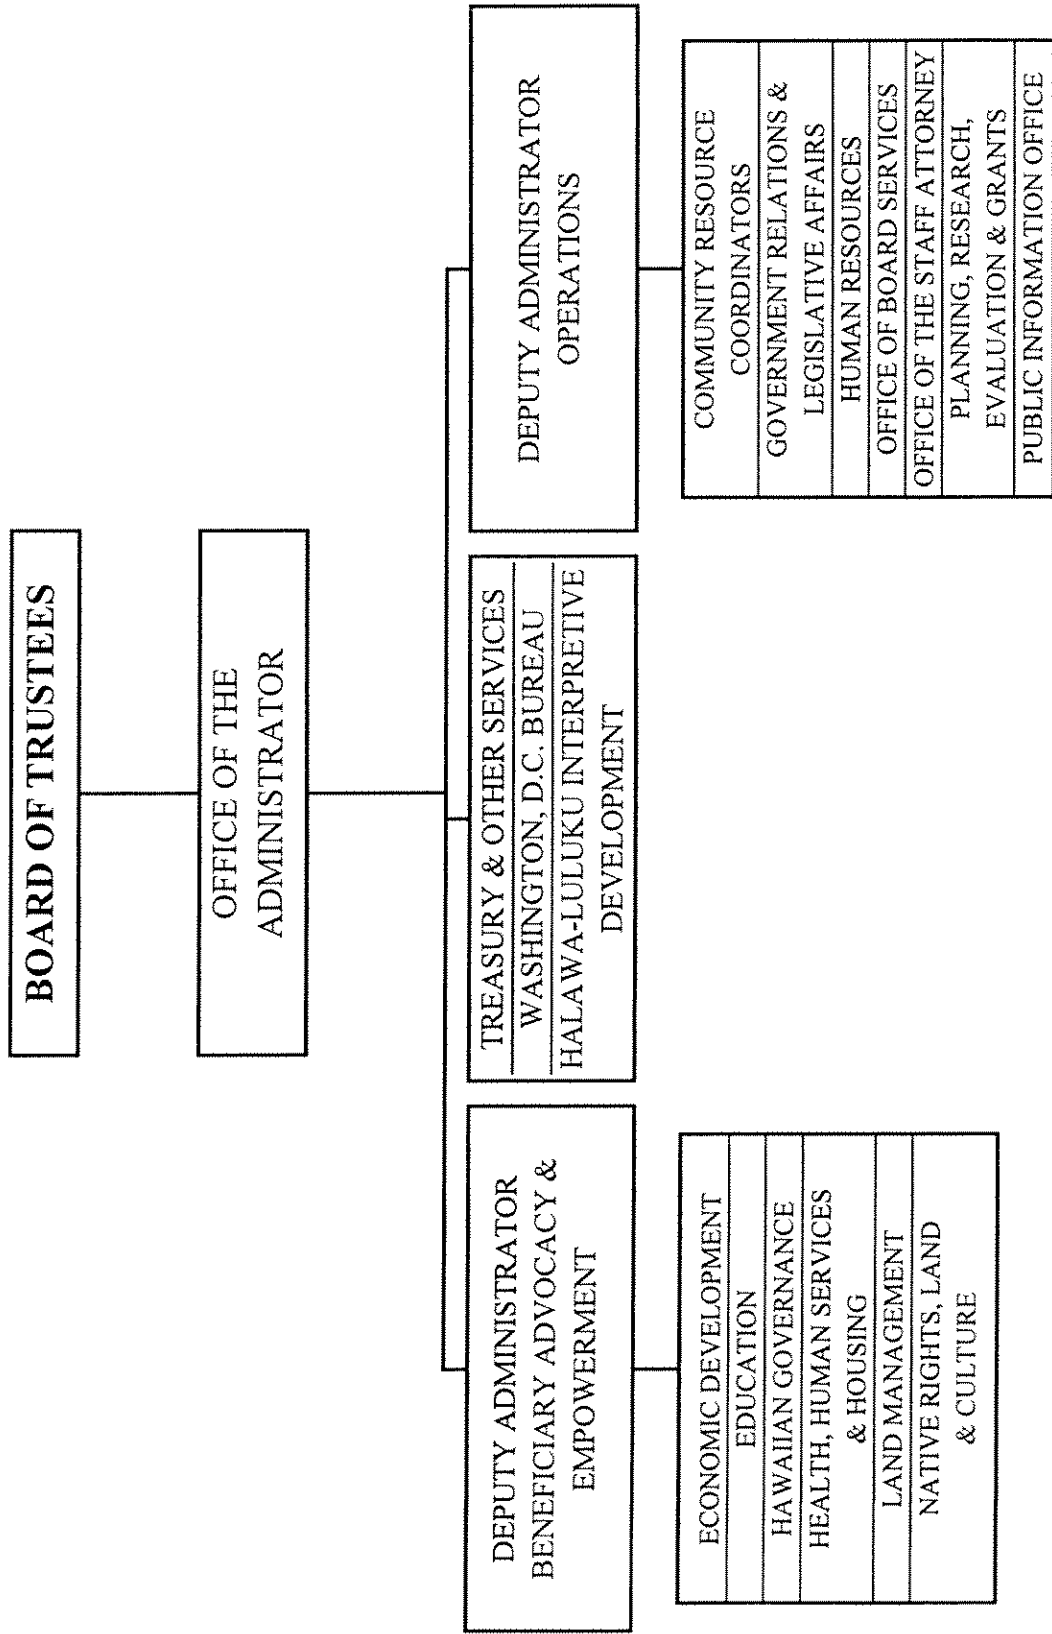 BOARD OF TRUSTEES
OFFICE OF THE
ADMINISTRATOR
DEPUTY ADMINISTRATOR
BENEFICIARY ADVOCACY &
EMPOWERMENT
TREASURY & OTHER SERVICES
WASHINGTON, D.C. BUREAU
HALAWA-LULUKU INTERPRETIVE
DEVELOPMENT
DEPUTY ADMINISTRATOR
OPERATIONS
ECONOMIC DEVELOPMENT
EDUCATION
HAWAIIAN GOVERNANCE
HEALTH, HUMAN SERVICES
& HOUSING
LAND MANAGEMENT
NATIVE RIGHTS, LAND
& CULTURE
COMMUNITY RESOURCE
COORDINATORS
GOVERNMENT RELATIONS &
LEGISLATIVE AFFAIRS
HUMAN RESOURCES
OFFICE OF BOARD SERVICES
OFFICE OF THE STAFF ATTORNEY
PLANNING, RESEARCH,
EVALUATION & GRANTS
PUBLIC INFORMATION OFFICE